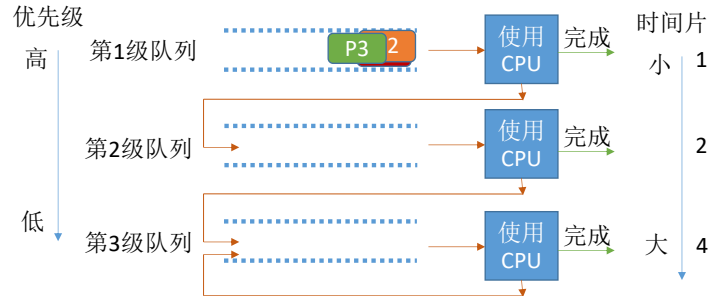 优先级
时间片
高
第1级队列
P3
2
使用
CPU
完成
小
1
第2级队列
使用
CPU
完成
2
低
第3级队列
使用
CPU
完成
大
4